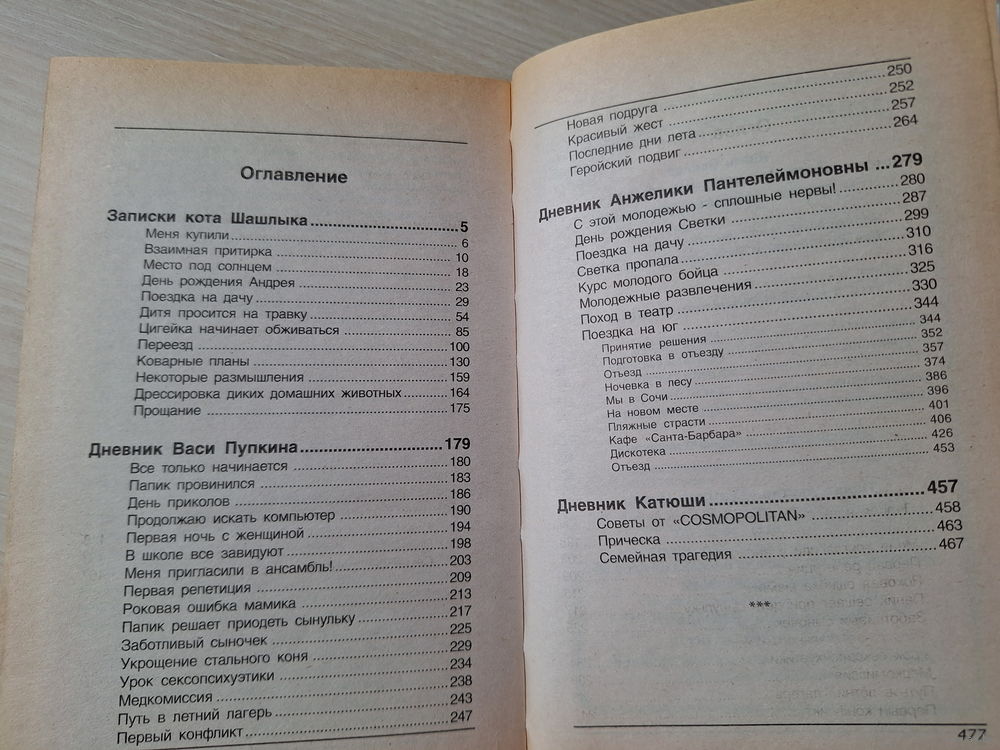 Оглавление
Записки кота Шашлыка 5
Меня купили 6
Взаимная притирка 10
Место под солнцем 18
День рождения Андрея 23
Поездка на дачу 29
Дитя просится на травку 54
Цигейка начинает обживаться 85
Переезд 100
Коварные планы 130
Некоторые размышления 159
Дрессировка диких домашних животных 164
Прощание 175
Дневник Васи Пупкина 179
Все только начинается 180
Папик провинился 183
День приколов 186
Продолжаю искать компьютер 190
Первая ночь с женщиной 194
В школе все завидуют 198
Меня пригласили в ансамбль! 203
Первая репетиция 209
Роковая ошибка мамика 213
Папик решает приодеть сынульку 217
Заботливый сыночек 225
Укрощение стального коня 229
Урок сексопсихуэтики 234
Медкомиссия 238
Путь в летний лагерь 243
Первый конфликт 247
Новая подруга 250
Красивый жест 252
Последние дни лета 257
Геройский подвиг 264
Дневник Анжелики Пантелеймоновны ...279
С этой молодежью - сплошные нервы! 280
День рождения Светки 287
Поездка на дачу 299
Светка пропала 310
Курс молодого бойца 316
Молодежные развлечения 325
Поход в театр 330
Поездка на юг 344
Принятие решения 344
Подготовка в отъезду 352
Отъезд 357
Ночевка в лесу 374
Мы в Сочи 386
На новом месте 396
Пляжные страсти 401
Кафе «Санта-Барбара» 406
Дискотека 426
Отъезд 453
Дневник Катюши 457
Советы от «COSMOPOLITAN» 458
Прическа 463
Семейная трагедия 467
***
477